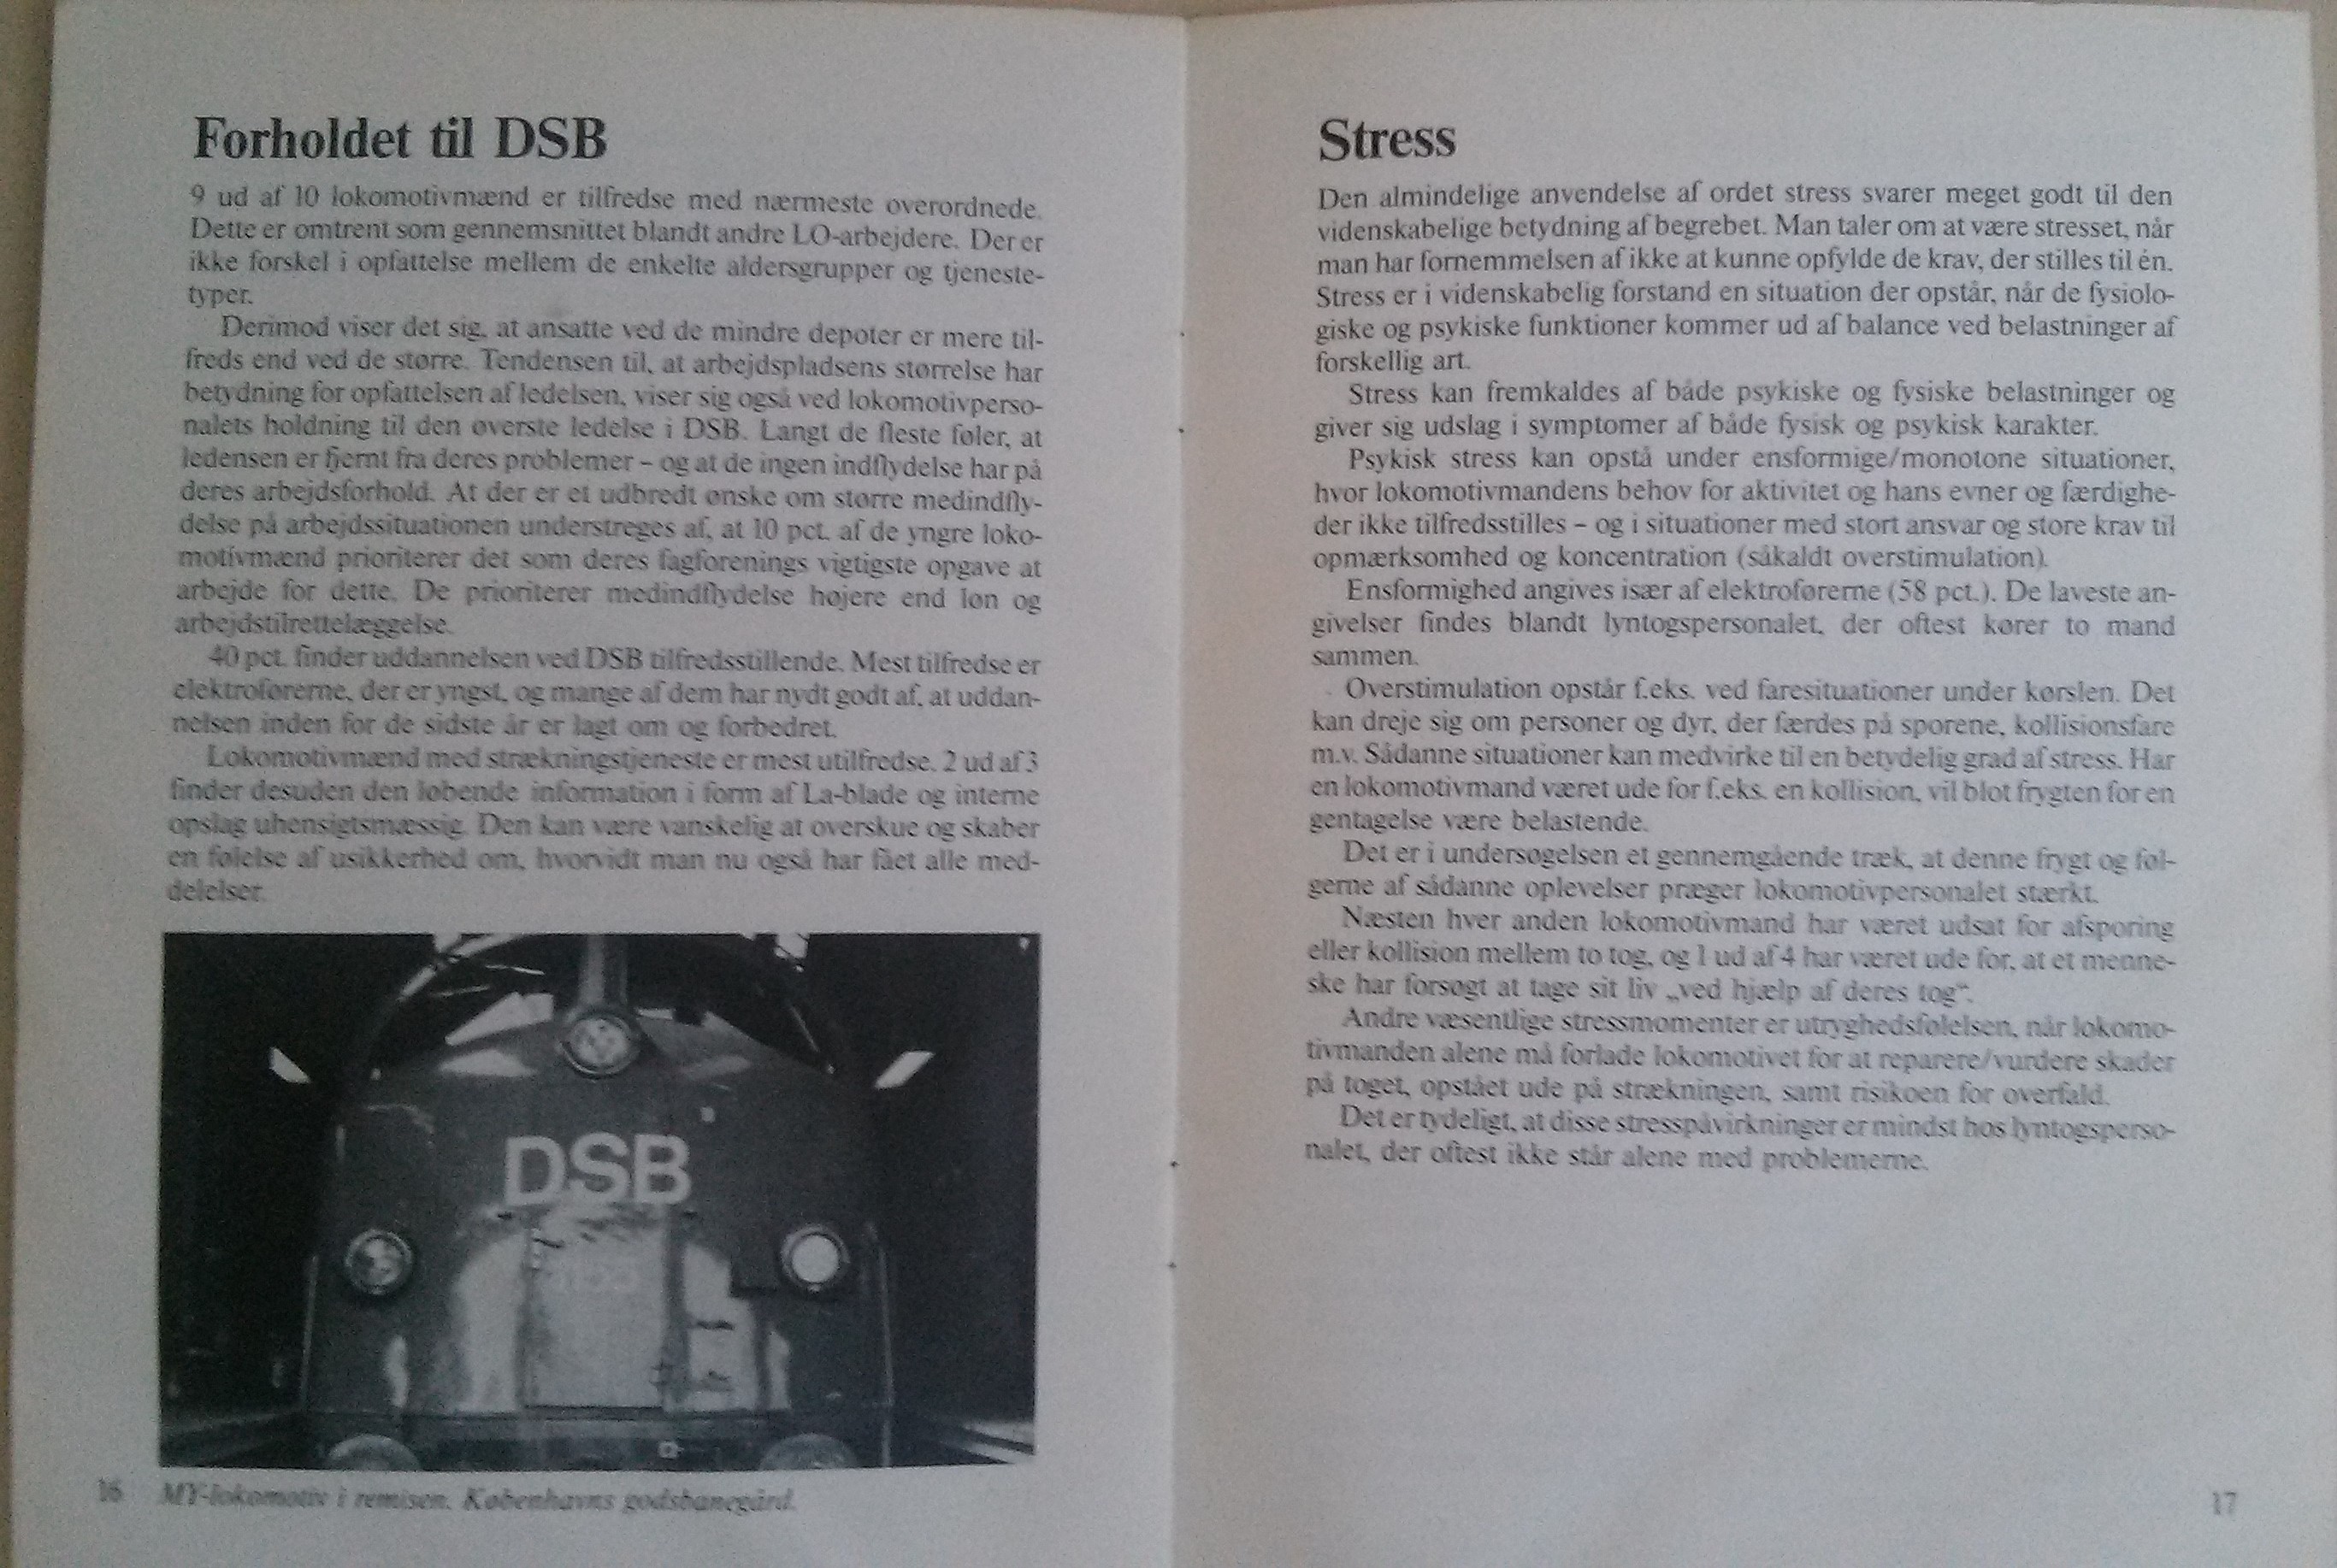 Forholdet til DSB
9 ud af 10 lokomotivmænd er tilfredse med nærmeste overordnede.
Dette er omtrent som gennemsnittet blandt andre LO-arbejdere. Der er
ikke forskel i opfattelse mellem de enkelte aldersgrupper og tjeneste-
typer.
Derimod viser det sig, at ansatte ved de mindre depoter er mere til-
freds end ved de større. Tendensen til, at arbejdspladsens størrelse har
betydning for opfattelsen af ledelsen, viser sig også ved lokomotivperso-
nalets holdning til den øverste ledelse i DSB. Langt de fleste føler, at
ledensen er fjernt fra deres problemer – og at de ingen indflydelse har på
deres arbejdsforhold. At der er et udbredt ønske om større medindfly-
delse på arbejdssituationen understreges af, at 10 pct. af de yngre loko-
motivmænd prioriterer det som deres fagforenings vigtigste opgave at
arbejde for dette. De prioriterer medindflydelse højere end løn og
arbejdstilrettelæggelse.
40 pct. finder uddannelsen ved DSB tilfredsstillende. Mest tilfredse er
elektroførerne, der er yngst, og mange af dem har nydt godt af, at uddan-
nelsen inden for de sidste år er lagt om og forbedret.
Lokomotivmænd med strækningstjeneste er mest utilfredse. 2 ud af 3
finder desuden den løbende information i form af La-blade og interne
opslag uhensigtsmæssig. Den kan være vanskelig at overskue og skaber
en følelse af usikkerhed om, hvorvidt man nu også har fået alle med-
delelser.
DSB
16 MY-lokomotiv i remisen. Københavns godsbanegård.
Stress
Den almindelige anvendelse af ordet stress svarer meget godt til den
videnskabelige betydning af begrebet. Man taler om at være stresset, når
man har fornemmelsen af ikke at kunne opfylde de krav, der stilles til én.
Stress er i videnskabelig forstand en situation der opstår, når de fysiolo-
giske og psykiske funktioner kommer ud af balance ved belastninger af
forskellig art.
Stress kan fremkaldes af både psykiske og fysiske belastninger og
giver sig udslag i symptomer af både fysisk og psykisk karakter.
Psykisk stress kan opstå under ensformige/monotone situationer,
hvor lokomotivmandens behov for aktivitet og hans evner og færdighe-
der ikke tilfredsstilles – og i situationer med stort ansvar og store krav til
opmærksomhed og koncentration (såkaldt overstimulation).
Ensformighed angives især af elektroførerne (58 pct.). De laveste an-
givelser findes blandt lyntogspersonalet, der oftest kører to mand
sammen.
Overstimulation opstår f.eks. ved faresituationer under kørslen. Det
kan dreje sig om personer og dyr, der færdes på sporene, kollisionsfare
m.v. Sådanne situationer kan medvirke til en betydelig grad af stress. Har
en lokomotivmand været ude for f.eks. en kollision, vil blot frygten for en
gentagelse være belastende.
Det er i undersøgelsen et gennemgående træk, at denne frygt og føl-
gerne af sådanne oplevelser præger lokomotivpersonalet stærkt.
Næsten hver anden lokomotivmand har været udsat for afsporing
eller kollision mellem to tog, og 1 ud af 4 har været ude for, at et menne-
ske har forsøgt at tage sit liv „ved hjælp af deres tog“.
Andre væsentlige stressmomenter er utryghedsfølelsen, når lokomo-
tivmanden alene må forlade lokomotivet for at reparere/vurdere skader
på toget, opstået ude på strækningen, samt risikoen for overfald.
Det er tydeligt, at disse stresspåvirkninger er mindst hos lyntogsperso-
nalet, der oftest ikke står alene med problemerne.
17